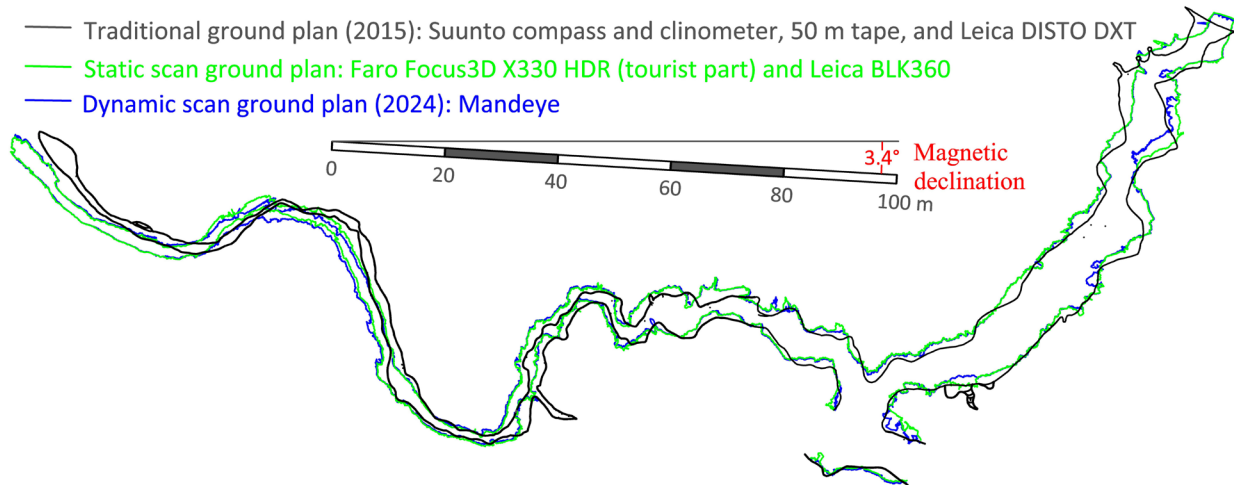 Traditional ground plan (2015): Suunto compass and clinometer, 50 m tape, and Leica DISTO DXT
Static scan ground plan: Faro Focus3D X330 HDR (tourist part) and Leica BLK360
Dynamic scan ground plan (2024): Mandeye
3.4° Magnetic
declination
0 20 40 60 80 100 m